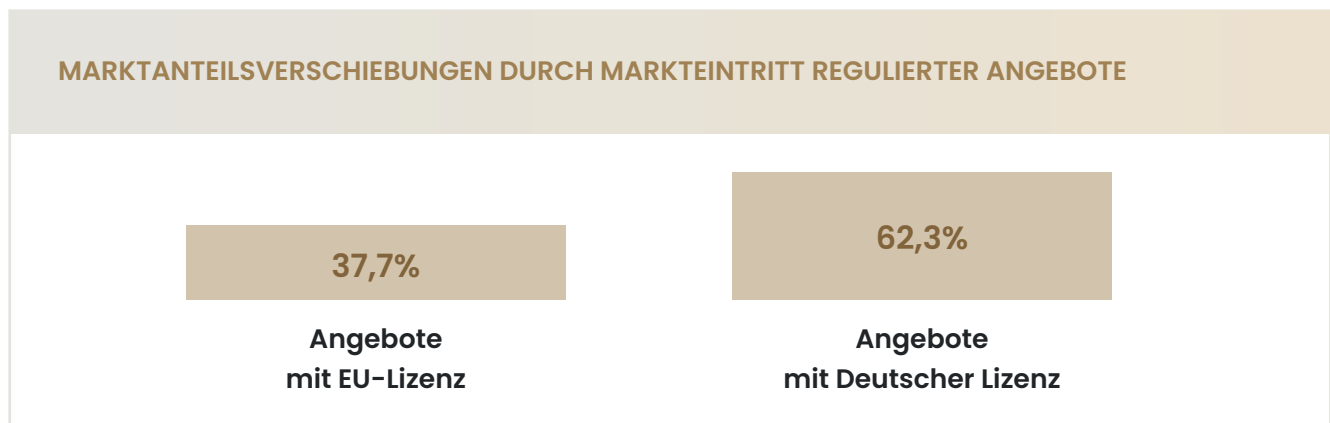 MARKTANTEILSVERSCHIEBUNGEN DURCH MARKTEINTRITT REGULIERTER ANGEBOTE
37,7%
62,3%
Angebote
mit EU-Lizenz
Angebote
mit Deutscher Lizenz